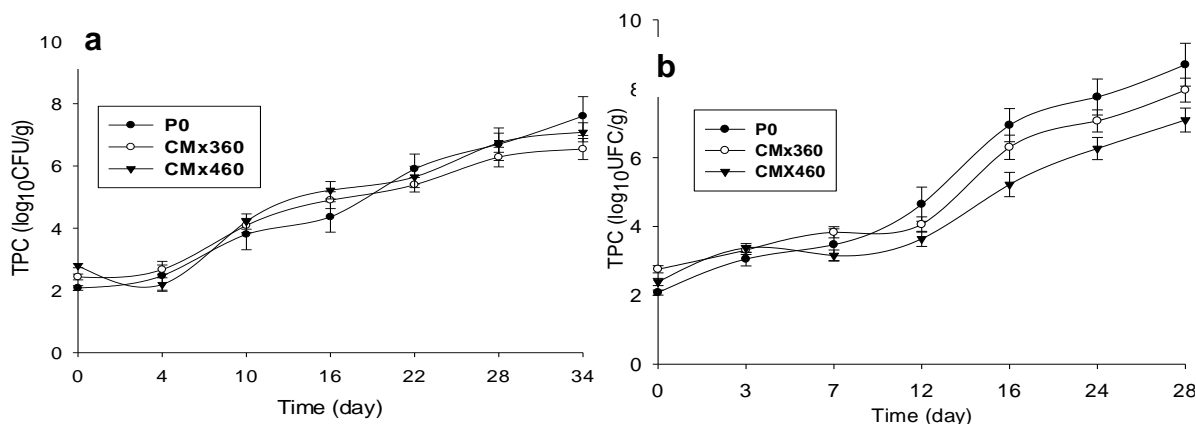 a
10
8
6
4
2
0
TPC (log10CFU/g)
P0
CMx360
CMx460
0 4 10 16 22 28 34
Time (day)
b
10
8
6
4
2
0
TPC (log10UFC/g)
P0
CMx360
CMX460
0 3 7 12 16 24 28
Time (day)